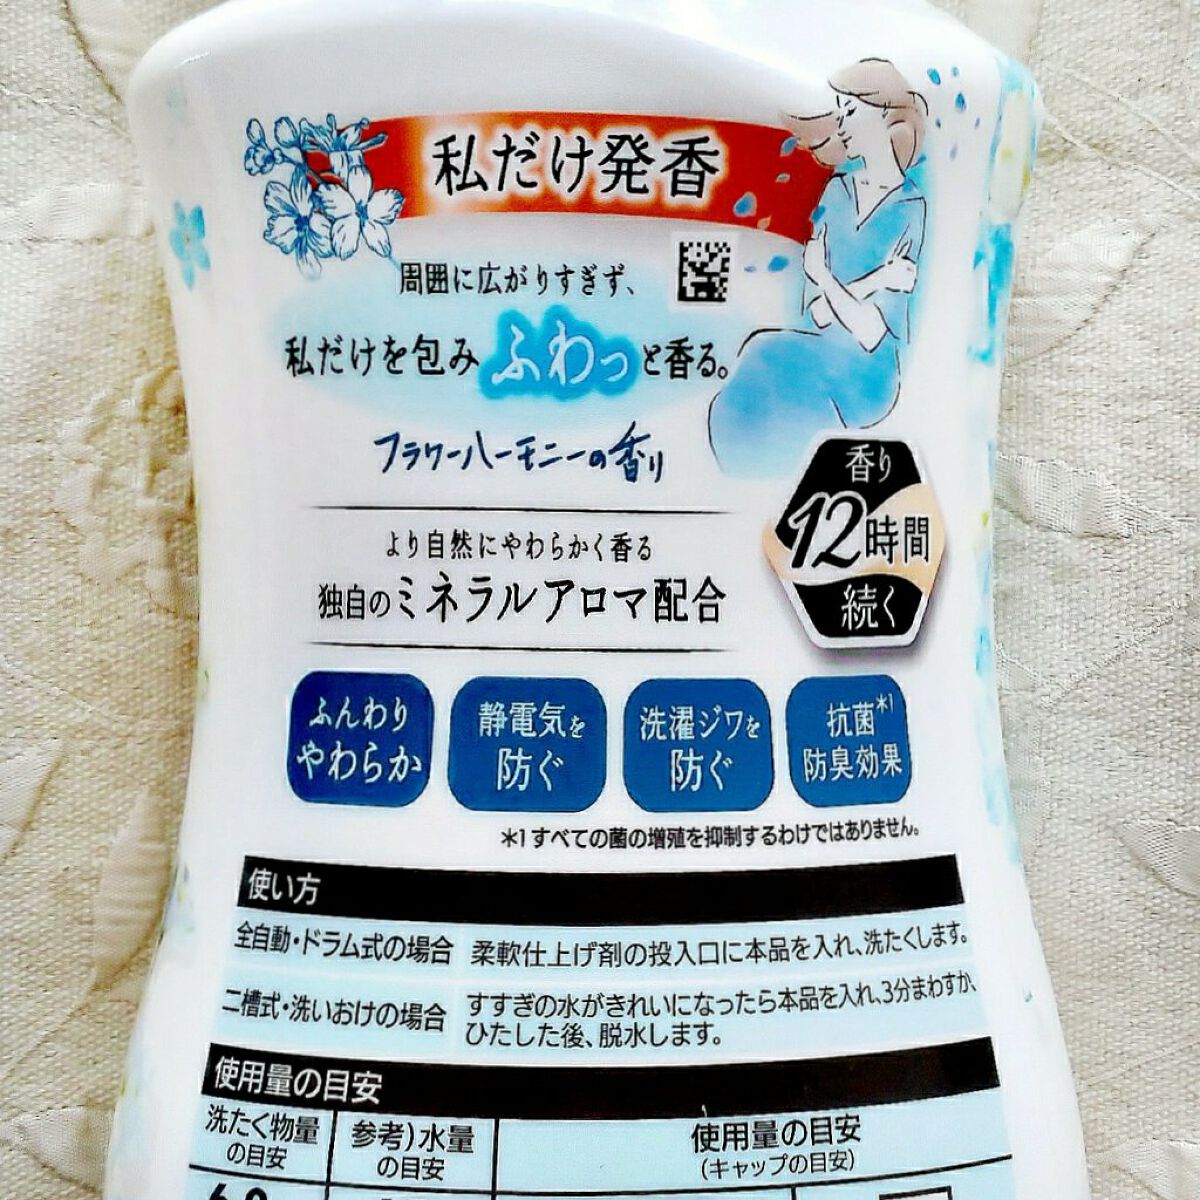 私だけ発香
周囲に広がりすぎず、
私だけを包みふわっと香る。
フラワーハーモニーの香り
香り
12時間
続く
より自然にやわらかく香る
独自のミネラルアロマ配合
ふんわり
やわらか
静電気を
防ぐ
洗濯ジワを
防ぐ
抗菌*1
防臭効果
*1 すべての菌の増殖を抑制するわけではありません。
使い方
全自動・ドラム式の場合 柔軟仕上げ剤の投入口に本品を入れ、洗たくします。
二槽式・洗いおけの場合 すすぎの水がきれいになったら本品を入れ、3分まわすか、
ひたした後、脱水します。
使用量の目安
洗たく物量
の目安
参考)水量
の目安
使用量の目安
(キャップの目安)